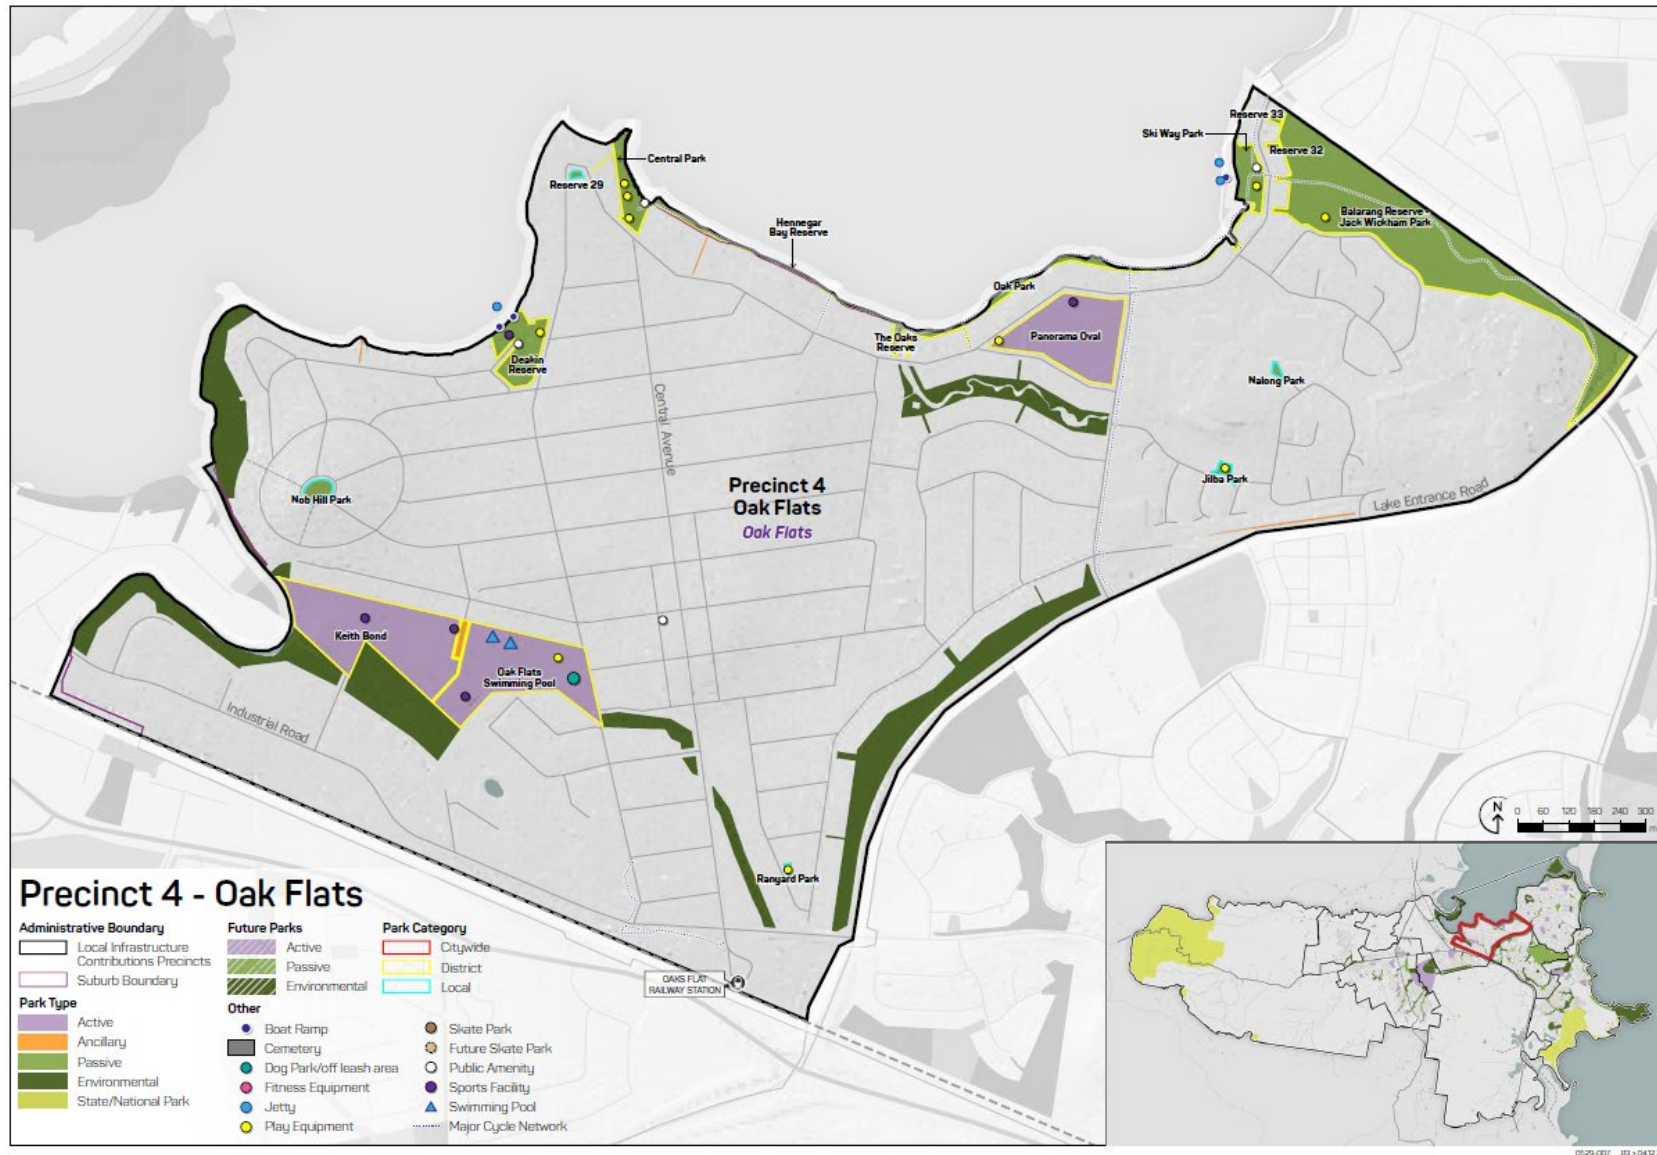 Reserve 33
Ski Way Park
Reserve 32
Central Park
Reserve 29
Balarang Reserve -
Jack Wickham Park
Hennegar
Bay Reserve
Oak Park
Panorama Oval
The Oaks
Reserve
Deakin
Reserve
Nalong Park
Central Avenue
Jilba Park
Nob Hill Park
Lake Entrance Road
Precinct 4
Oak Flats
Oak Flats
Keith Bond
Oak Flats
Swimming Pool
Industrial Road
Ranyard Park
OAKS FLAT
RAILWAY STATION
N
0 60 120 180 240 300
m
Precinct 4 - Oak Flats
Administrative Boundary
Local Infrastructure
Contributions Precincts
Suburb Boundary
Park Type
Active
Ancillary
Passive
Environmental
State/National Park
Future Parks
Active
Passive
Environmental
Park Category
Citywide
District
Local
Other
Boat Ramp
Cemetery
Dog Park/off leash area
Fitness Equipment
Jetty
Play Equipment
Skate Park
Future Skate Park
Public Amenity
Sports Facility
Swimming Pool
Major Cycle Network